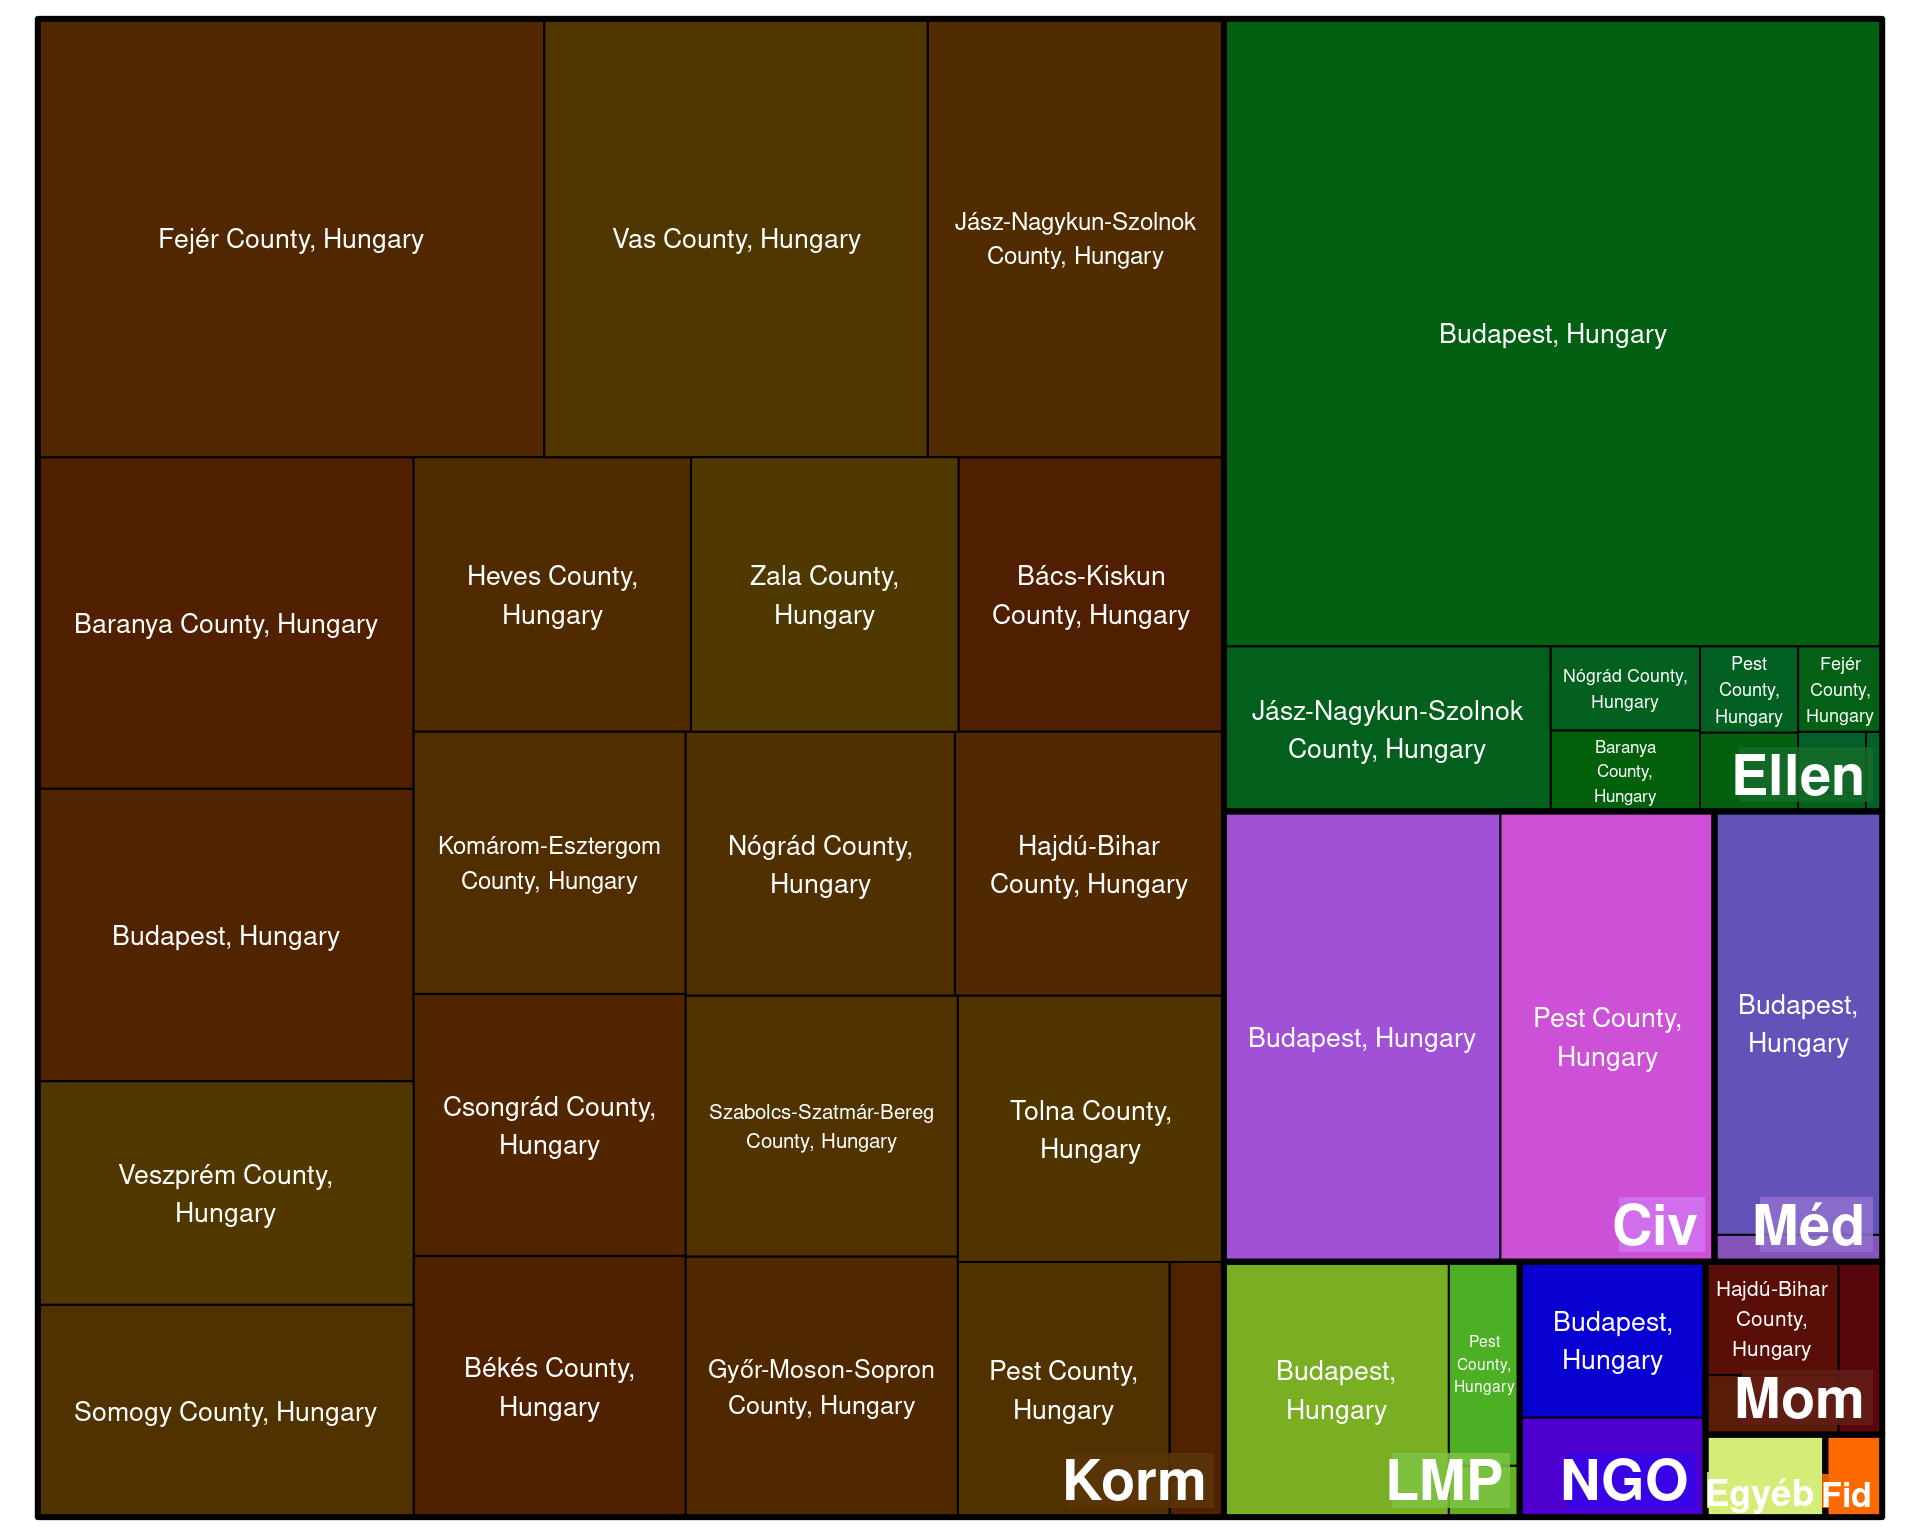 Fejér County, Hungary
Vas County, Hungary
Jász-Nagykun-Szolnok
County, Hungary
Baranya County, Hungary
Heves County,
Hungary
Zala County,
Hungary
Bács-Kiskun
County, Hungary
Budapest, Hungary
Komárom-Esztergom
County, Hungary
Nógrád County,
Hungary
Hajdú-Bihar
County, Hungary
Veszprém County,
Hungary
Csongrád County,
Hungary
Szabolcs-Szatmár-Bereg
County, Hungary
Tolna County,
Hungary
Somogy County, Hungary
Békés County,
Hungary
Győr-Moson-Sopron
County, Hungary
Pest County,
Hungary
Korm
Budapest, Hungary
Jász-Nagykun-Szolnok
County, Hungary
Nógrád County,
Hungary
Baranya
County,
Hungary
Pest
County,
Hungary
Fejér
County,
Hungary
Ellen
Budapest, Hungary
Pest County,
Hungary
Civ
Budapest,
Hungary
Méd
Budapest,
Hungary
Pest
County,
Hungary
LMP
Budapest,
Hungary
NGO
Hajdú-Bihar
County,
Hungary
Mom
Egyéb
Fid